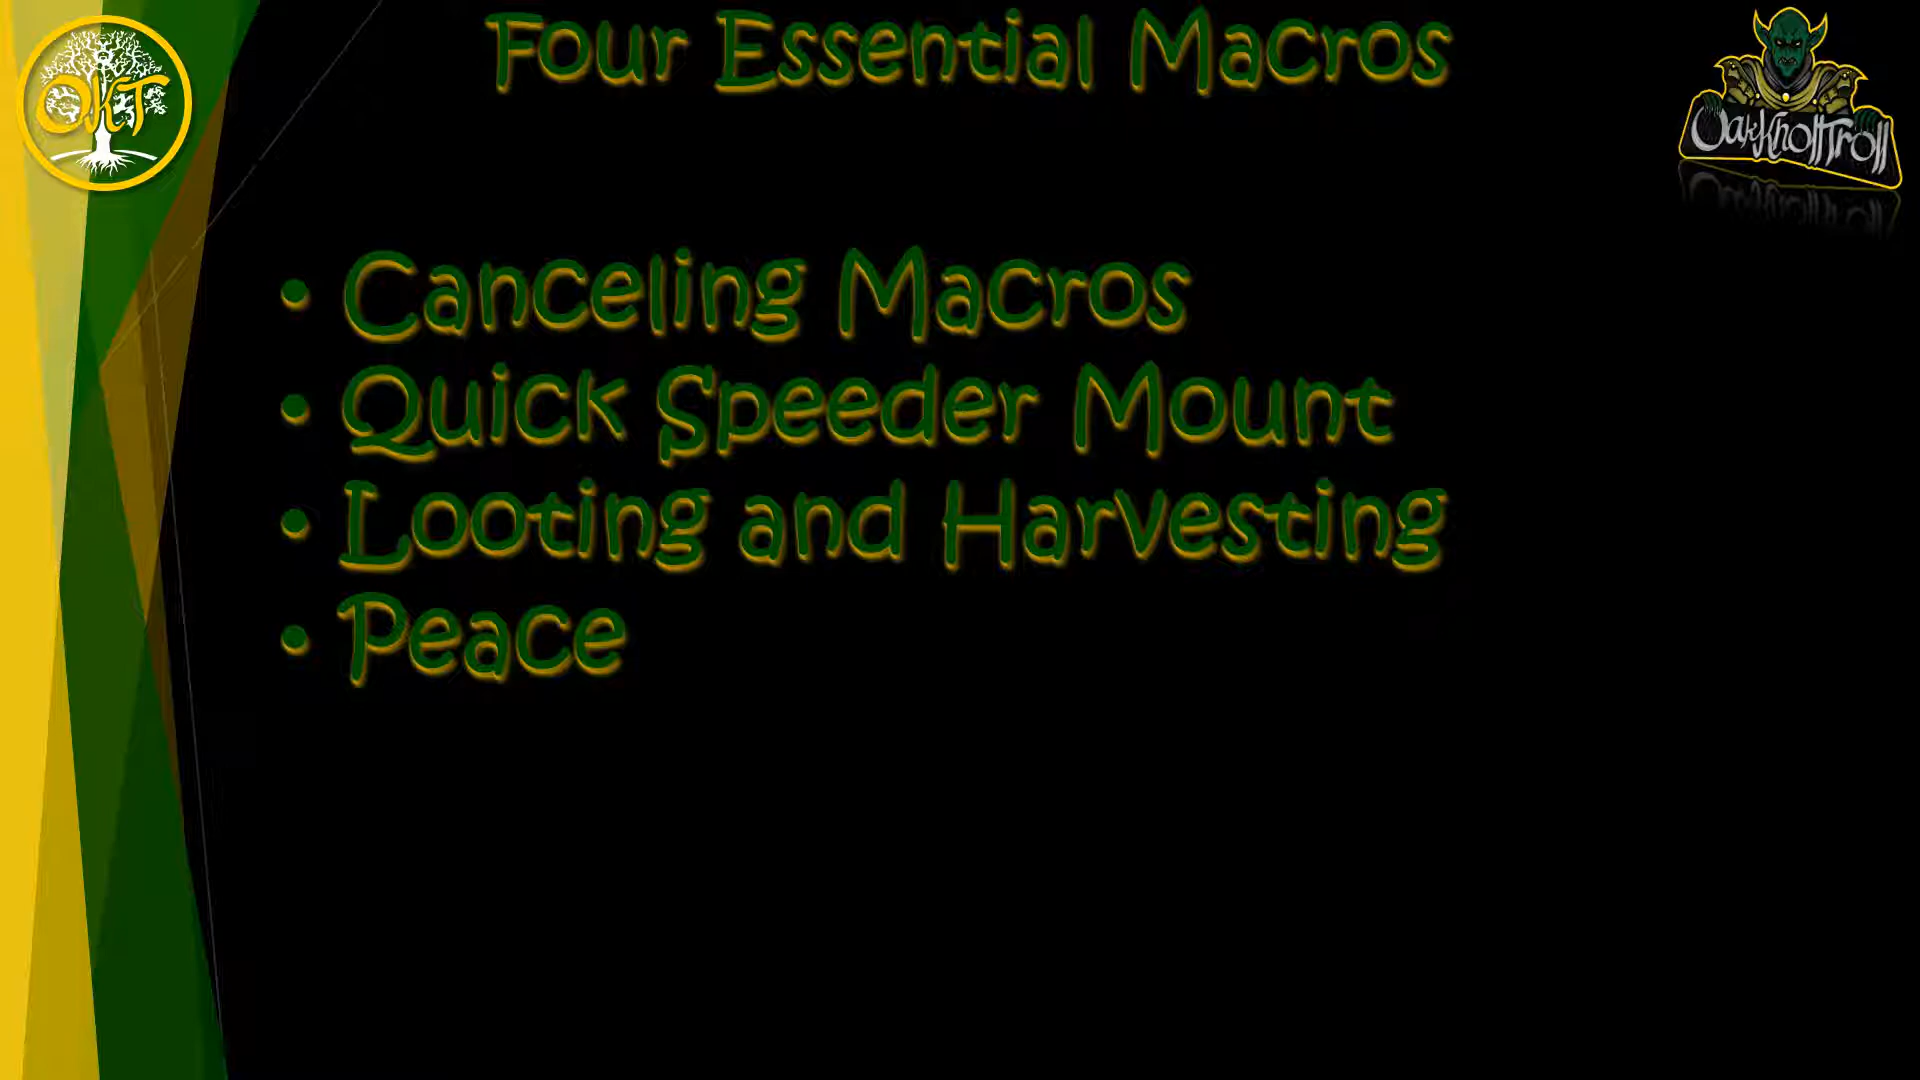 Four Essential Macros
OKT
OakKnollTroll
• Canceling Macros
• Quick Speeder Mount
• Looting and Harvesting
• Peace